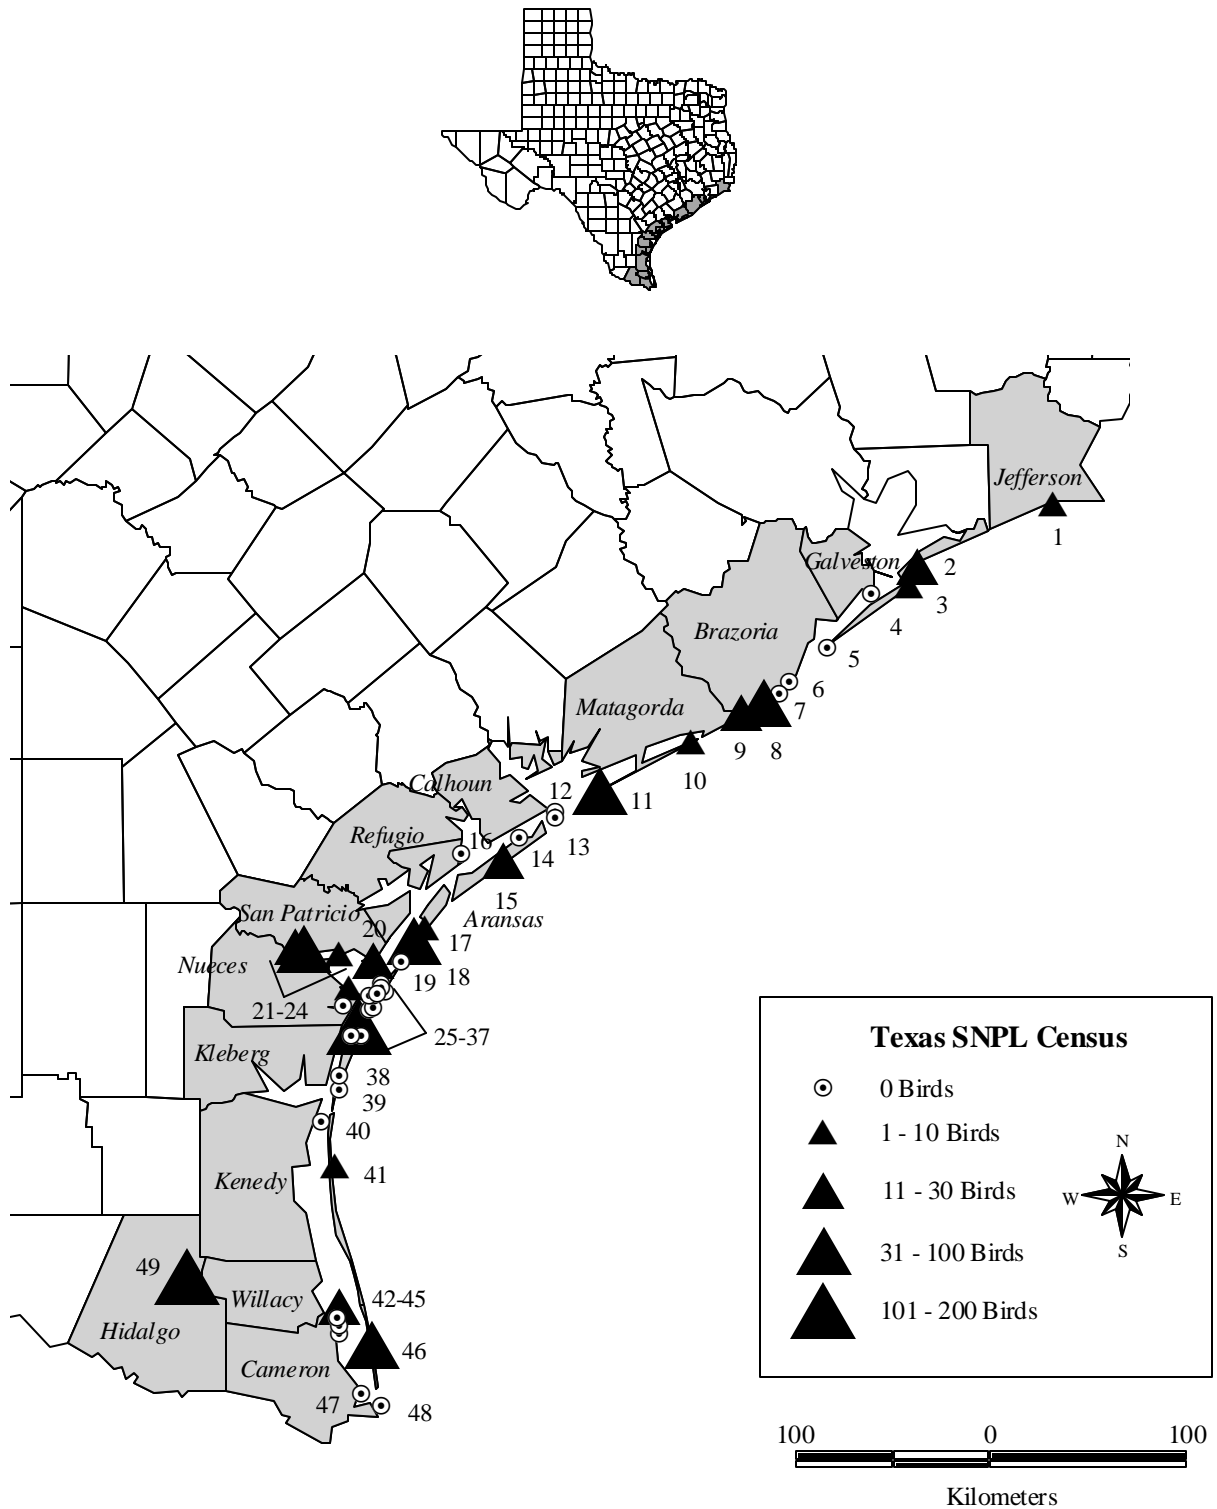 Jefferson
1
Galveston
2
3
4
Brazoria
5
6
Matagorda
7
9
8
10
Calhoun
12
11
Refugio
16
13
14
15
San Patricio
20
Aransas
17
Nueces
19
18
21-24
25-37
Kleberg
38
39
40
Kenedy
41
49
Willacy
42-45
Hidalgo
46
Cameron
47
48
Texas SNPL Census
0 Birds
1 - 10 Birds
11 - 30 Birds
31 - 100 Birds
101 - 200 Birds
N
W
E
S
100 0 100
Kilometers